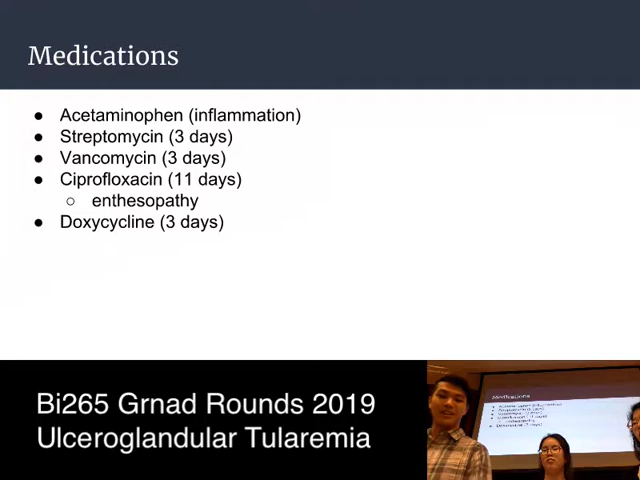 Medications
● Acetaminophen (inflammation)
● Streptomycin (3 days)
● Vancomycin (3 days)
● Ciprofloxacin (11 days)
○ enthesopathy
● Doxycycline (3 days)
Bi265 Grnad Rounds 2019
Ulceroglandular Tularemia
Medications